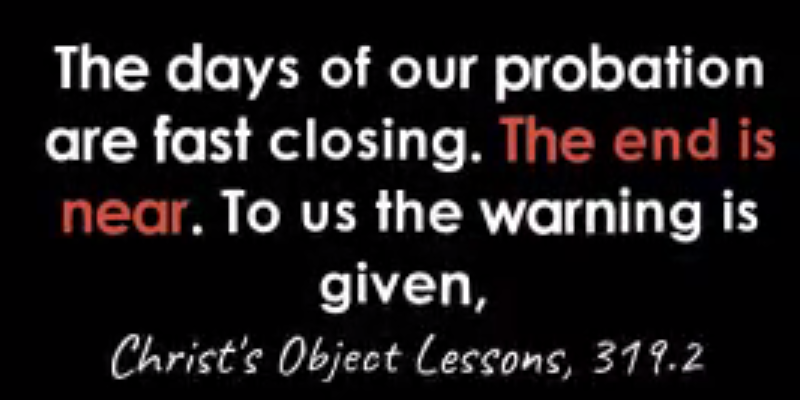 The days of our probation
are fast closing. The end is
near. To us the warning is
given,
Christ's Object Lessons, 319.2